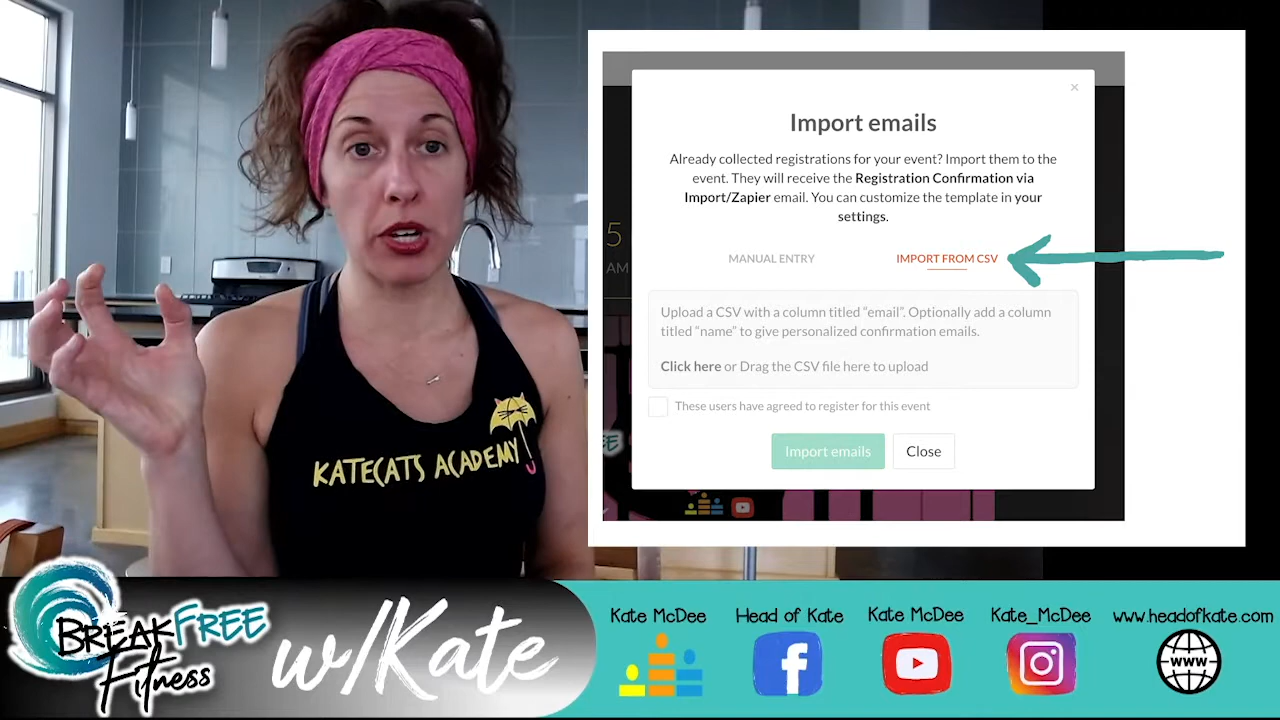 KATECATS ACADEMY
×
Import emails
Already collected registrations for your event? Import them to the
event. They will receive the Registration Confirmation via
Import/Zapier email. You can customize the template in your
settings.
MANUAL ENTRY
IMPORT FROM CSV
Upload a CSV with a column titled "email". Optionally add a column
titled "name" to give personalized confirmation emails.
Click here or Drag the CSV file here to upload
These users have agreed to register for this event
Import emails
Close
5
AM
BREAKFREE
Fitness
w/Kate
Kate McDee
Head of Kate
Kate McDee
Kate_McDee
www.headofkate.com
WWW